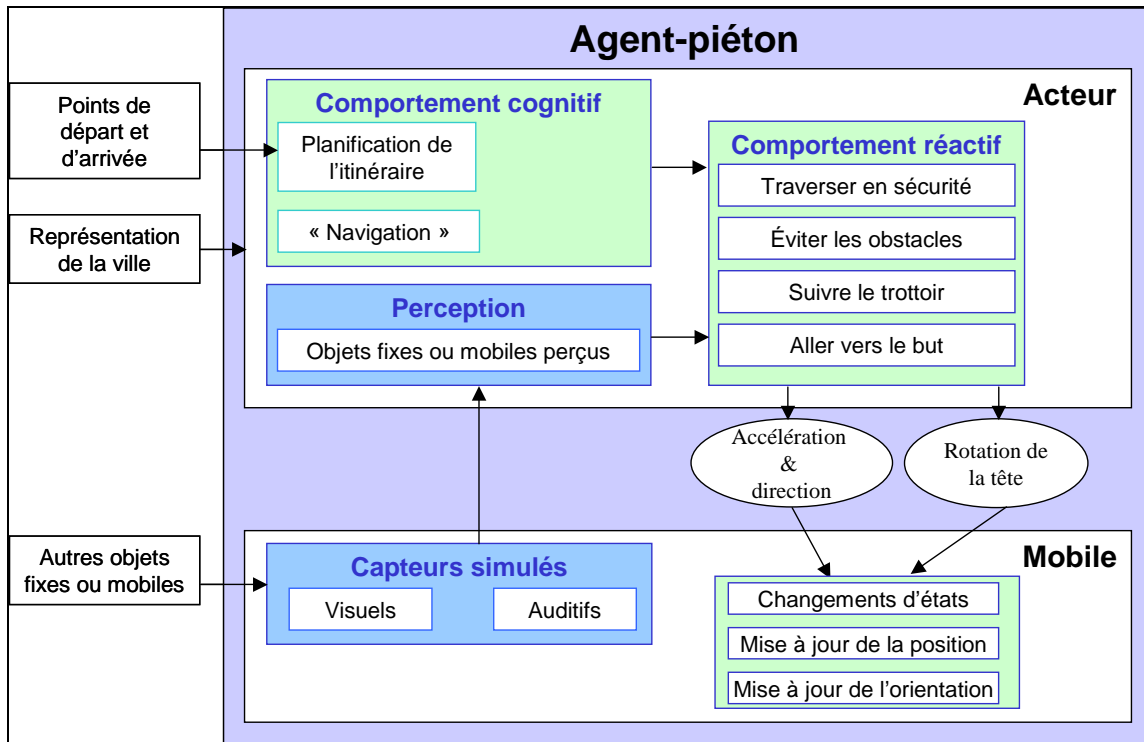 Agent-piéton
Points de
départ et
d'arrivée
Représentation
de la ville
Autres objets
fixes ou mobiles
Acteur
Comportement cognitif
Planification de
l'itinéraire
« Navigation »
Perception
Objets fixes ou mobiles perçus
Comportement réactif
Traverser en sécurité
Éviter les obstacles
Suivre le trottoir
Aller vers le but
Accélération
&
direction
Rotation de
la tête
Mobile
Capteurs simulés
Visuels
Auditifs
Changements d'états
Mise à jour de la position
Mise à jour de l'orientation